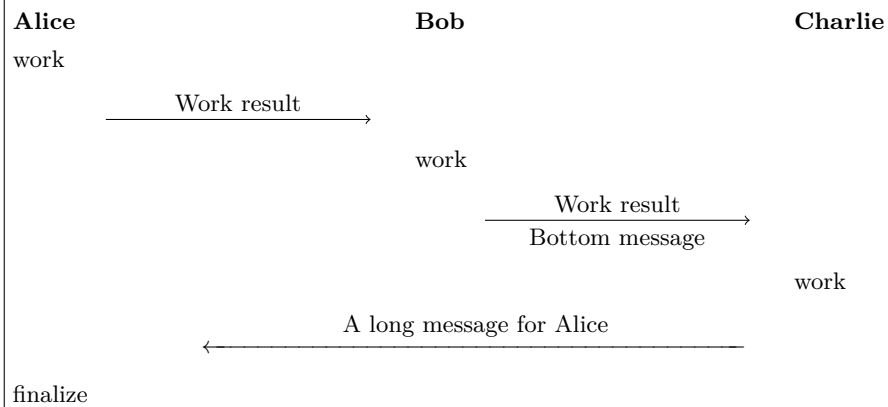 Alice Bob Charlie
work
Work result
work
Work result
Bottom message
work
A long message for Alice
finalize